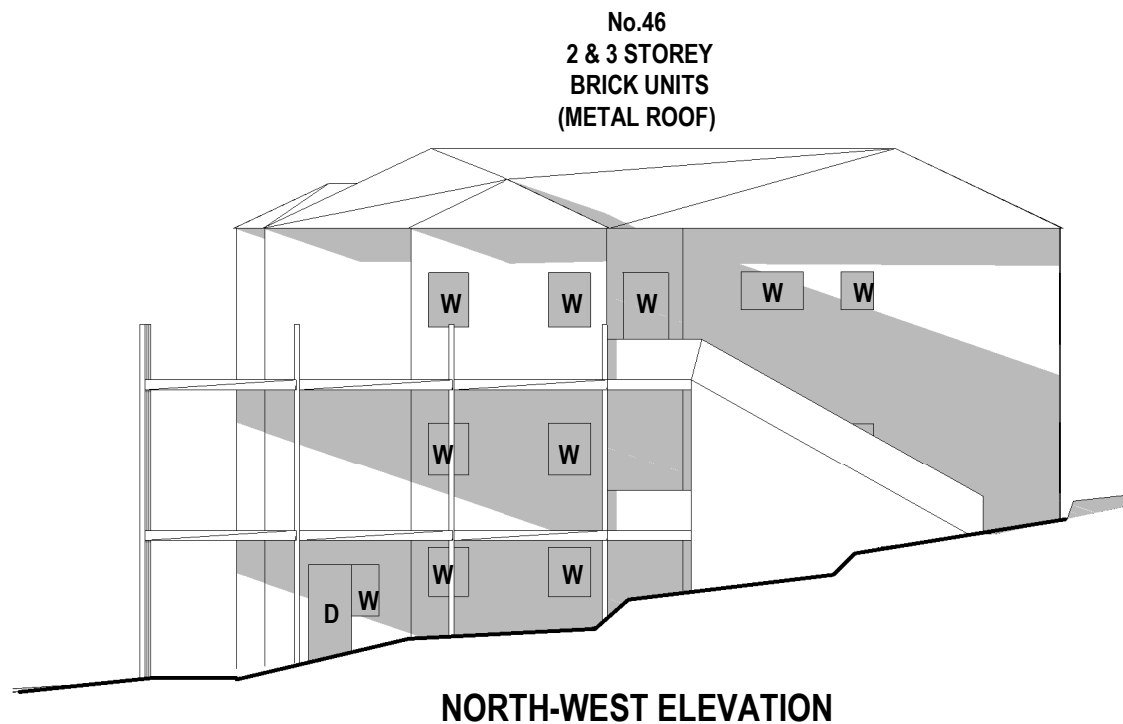 No.46
2 & 3 STOREY
BRICK UNITS
(METAL ROOF)
W W W W W
W W
W W
D W
NORTH-WEST ELEVATION